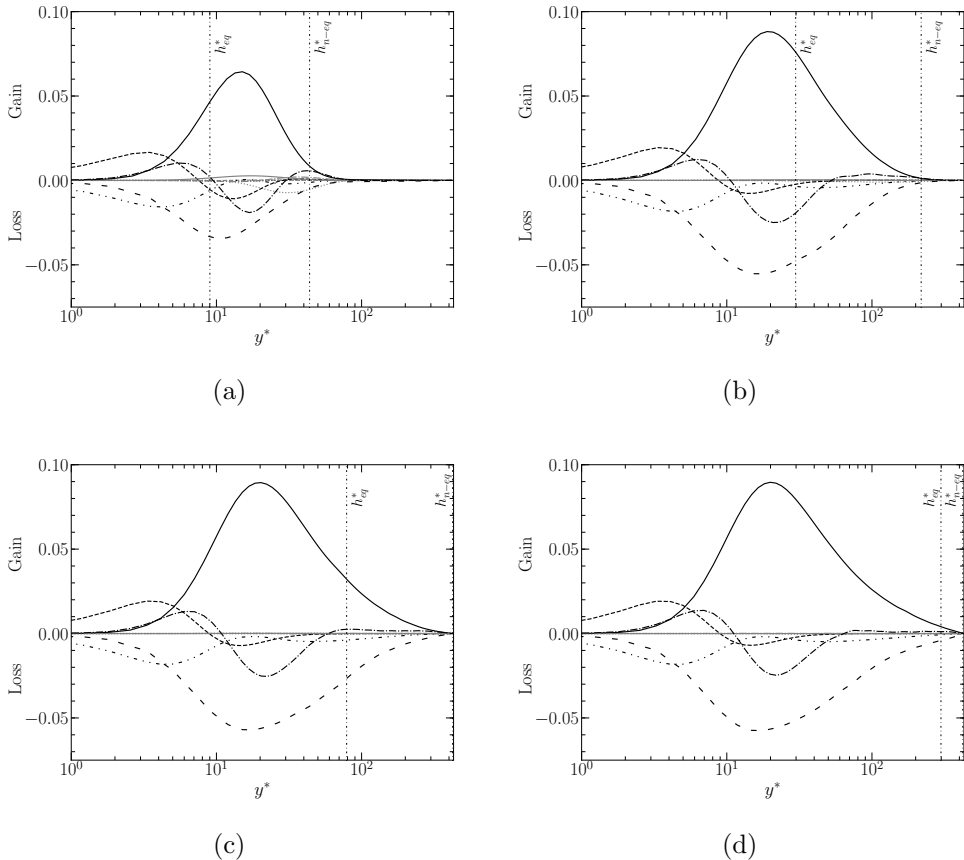 0.10
0.05
0.00
−0.05
Gain
Loss
h*eq
h*n−eq
10^0
10^1
10^2
y*
(a)
0.10
0.05
0.00
−0.05
Gain
Loss
h*eq
h*n−eq
10^0
10^1
10^2
y*
(b)
0.10
0.05
0.00
−0.05
Gain
Loss
h*eq
h*n−eq
10^0
10^1
10^2
y*
(c)
0.10
0.05
0.00
−0.05
Gain
Loss
h*eq
h*n−eq
10^0
10^1
10^2
y*
(d)